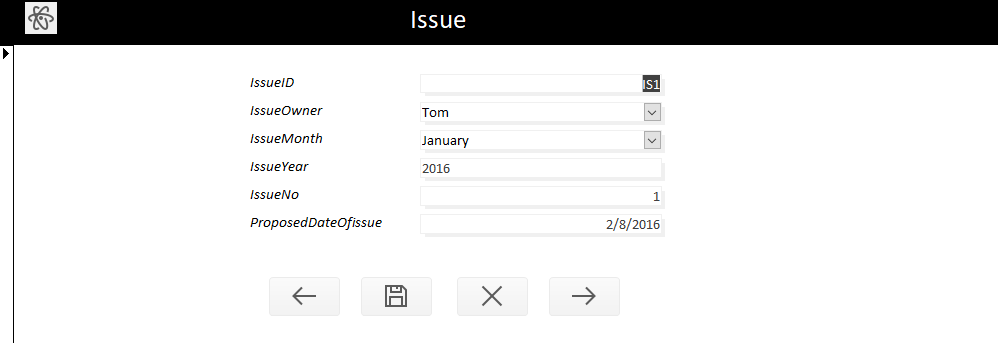 Issue
IssueID IS1
IssueOwner Tom
IssueMonth January
IssueYear 2016
IssueNo 1
ProposedDateOfissue 2/8/2016